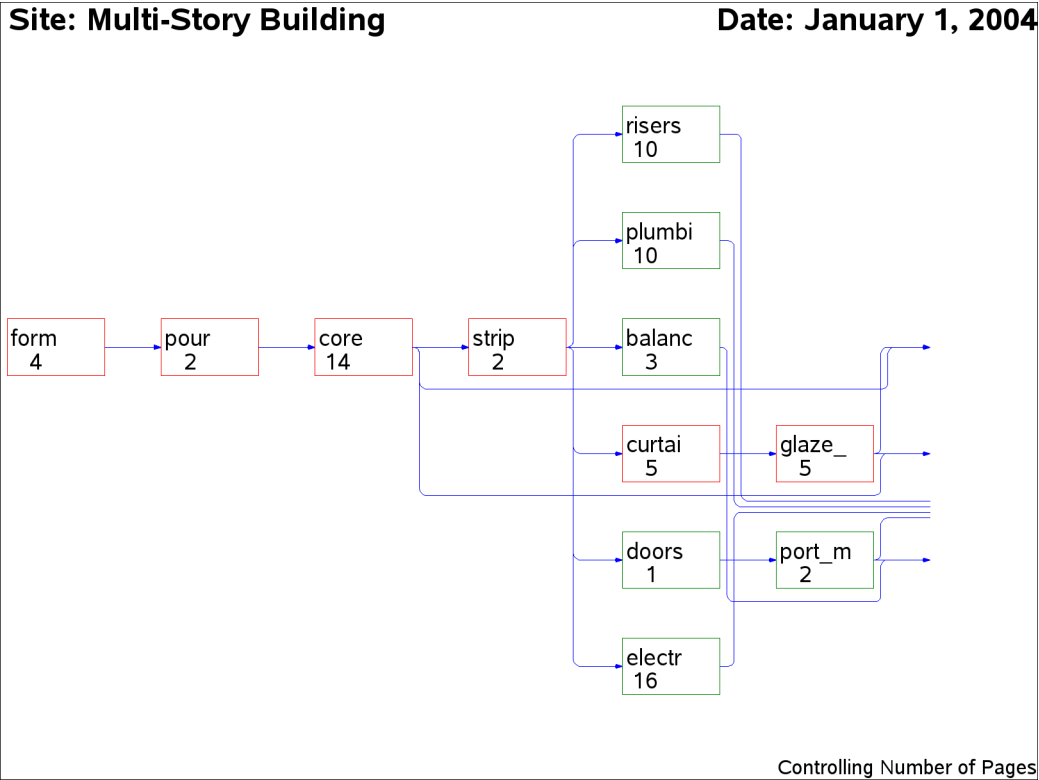 Site: Multi-Story Building
Date: January 1, 2004
risers
10
plumbi
10
form
4
pour
2
core
14
strip
2
balanc
3
curtai
5
glaze_
5
doors
1
port_m
2
electr
16
Controlling Number of Pages